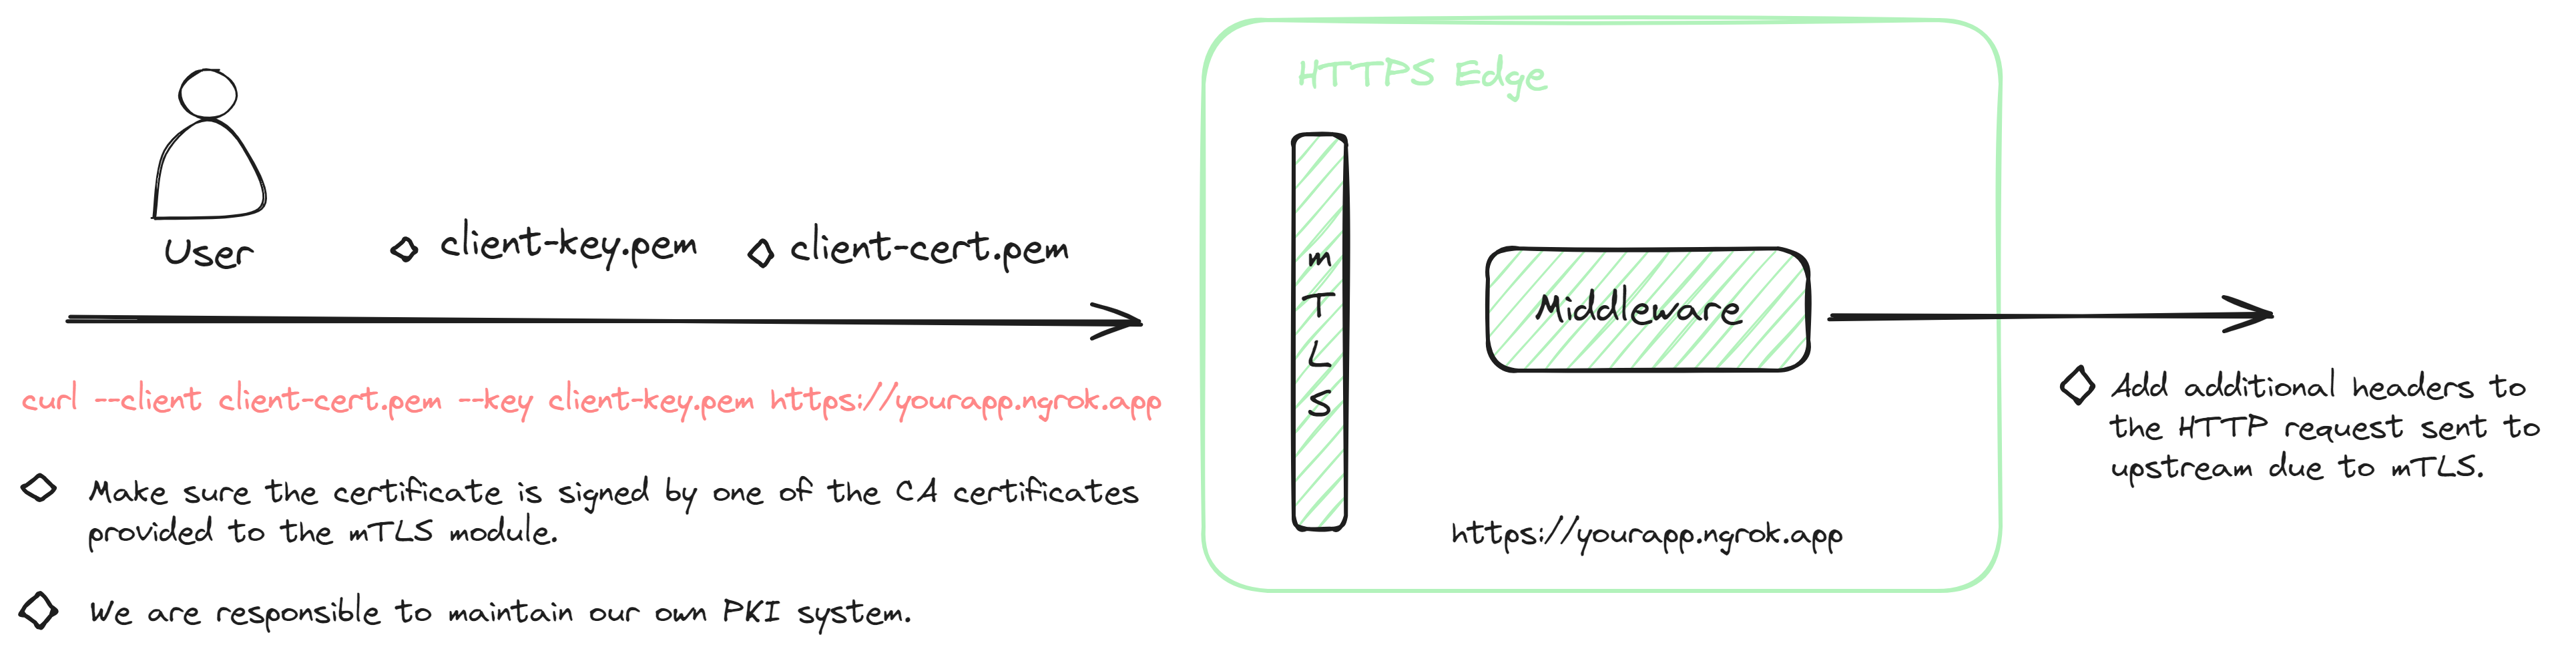 User
client-key.pem
client-cert.pem
curl --client client-cert.pem --key client-key.pem https://yourapp.ngrok.app
Make sure the certificate is signed by one of the CA certificates
provided to the mTLS module.
We are responsible to maintain our own PKI system.
HTTPS Edge
m
T
L
S
Middleware
https://yourapp.ngrok.app
Add additional headers to
the HTTP request sent to
upstream due to mTLS.